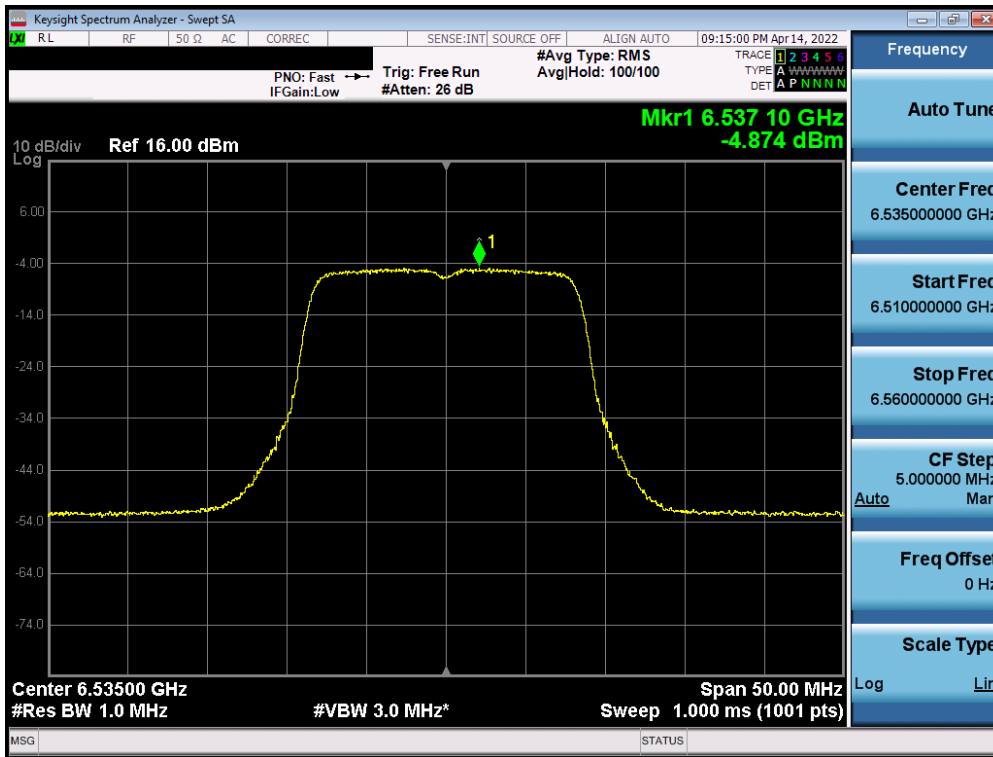 Keysight Spectrum Analyzer - Swept SA
LXI RL RF 50 Ω AC CORREC SENSE:INT SOURCE OFF ALIGN AUTO 09:15:00 PM Apr 14, 2022
PNO: Fast
IFGain:Low
Trig: Free Run
#Atten: 26 dB
#Avg Type: RMS
Avg|Hold: 100/100
TRACE 1 2 3 4 5 6
TYPE A WWWWW
DET A P N N N N
Mkr1 6.537 10 GHz
-4.874 dBm
10 dB/div Ref 16.00 dBm
Log
1
6.00
-4.00
-14.0
-24.0
-34.0
-44.0
-54.0
-64.0
-74.0
Center 6.53500 GHz
Span 50.00 MHz
#Res BW 1.0 MHz
#VBW 3.0 MHz*
Sweep 1.000 ms (1001 pts)
MSG
STATUS
Frequency
Auto Tune
Center Freq
6.535000000 GHz
Start Freq
6.510000000 GHz
Stop Freq
6.560000000 GHz
CF Step
5.000000 MHz
Auto Man
Freq Offset
0 Hz
Scale Type
Log Lin